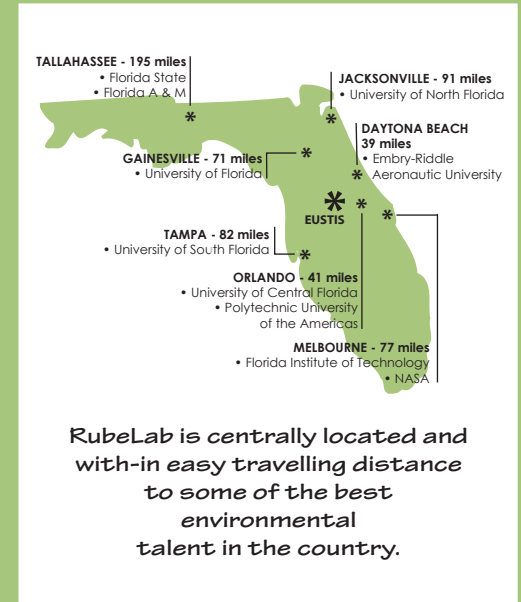 TALLAHASSEE - 195 miles
• Florida State
• Florida A & M
JACKSONVILLE - 91 miles
• University of North Florida
DAYTONA BEACH
39 miles
• Embry-Riddle
Aeronautic University
GAINESVILLE - 71 miles
• University of Florida
EUSTIS
TAMPA - 82 miles
• University of South Florida
ORLANDO - 41 miles
• University of Central Florida
• Polytechnic University
of the Americas
MELBOURNE - 77 miles
• Florida Institute of Technology
• NASA
RubeLab is centrally located and
with-in easy travelling distance
to some of the best
environmental
talent in the country.